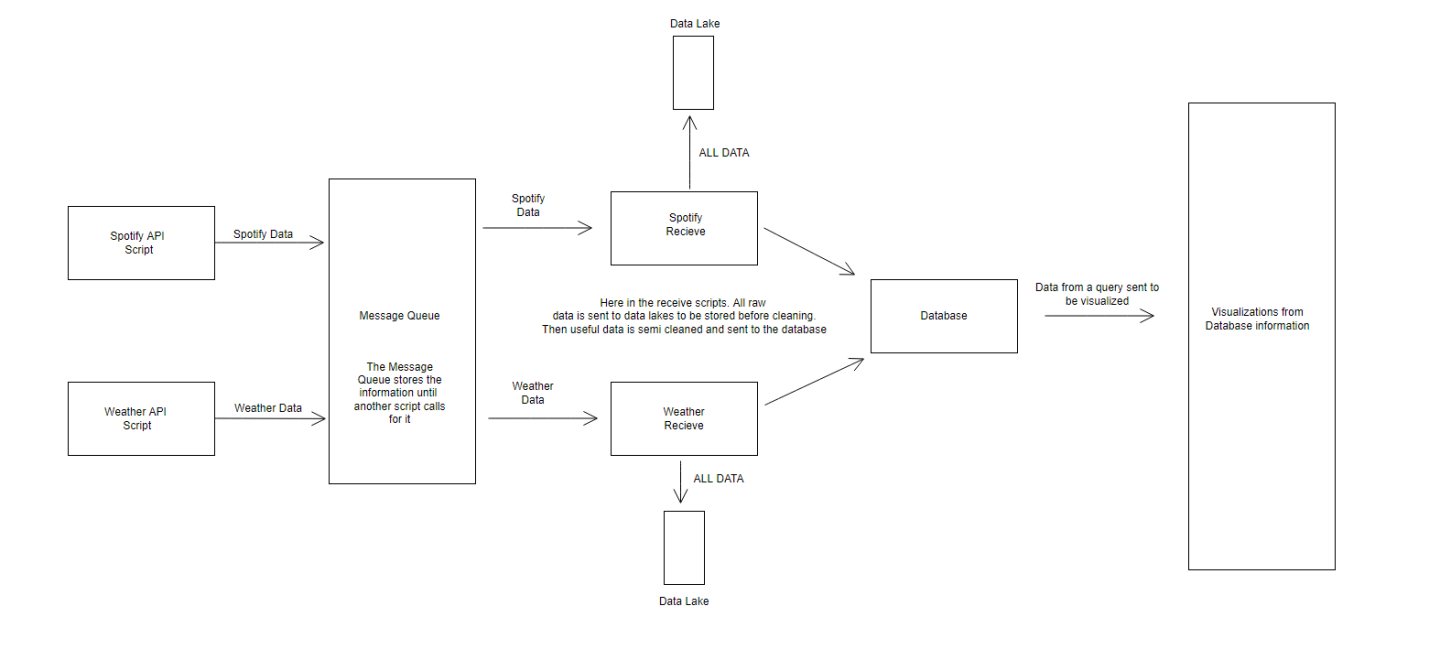 Data Lake
ALL DATA
Spotify API
Script
Spotify Data
Message Queue
The Message
Queue stores the
information until
another script calls
for it
Weather API
Script
Weather Data
Spotify
Data
Spotify
Recieve
Here in the receive scripts. All raw
data is sent to data lakes to be stored before cleaning.
Then useful data is semi cleaned and sent to the database
Weather
Data
Weather
Recieve
ALL DATA
Data Lake
Database
Data from a query sent to
be visualized
Visualizations from
Database information